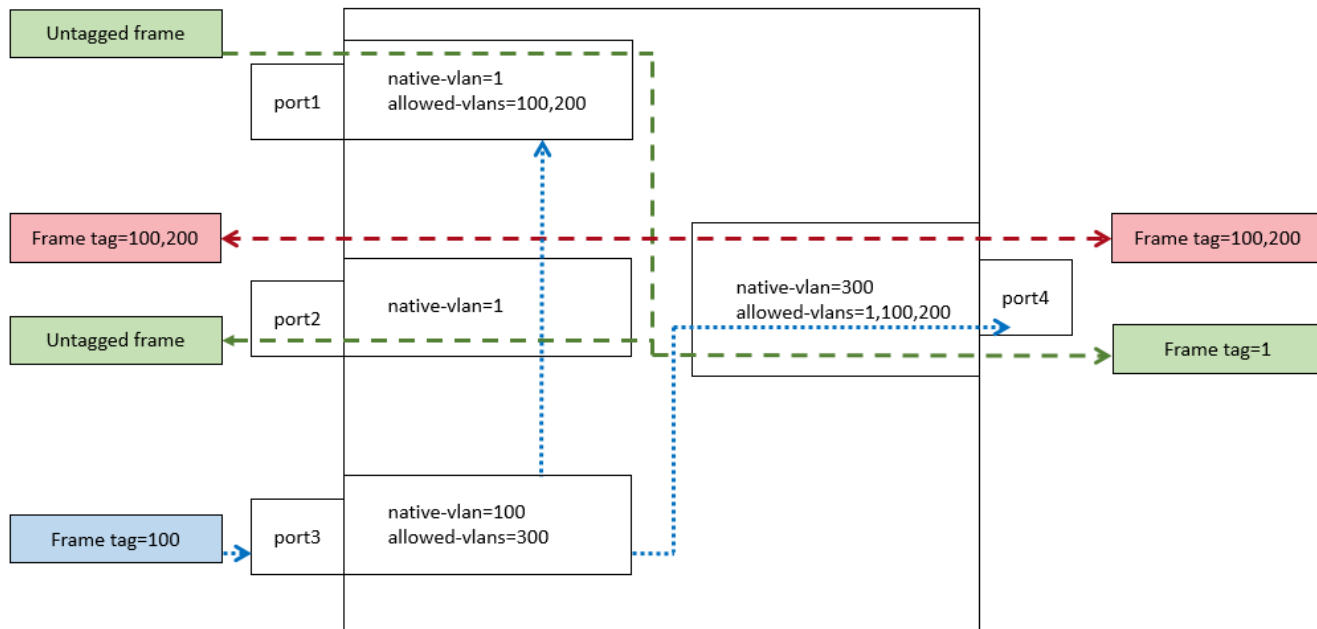 Untagged frame
port1
native-vlan=1
allowed-vlans=100,200
Frame tag=100,200
Frame tag=100,200
port2
native-vlan=1
native-vlan=300
allowed-vlans=1,100,200
port4
Untagged frame
Frame tag=1
Frame tag=100
port3
native-vlan=100
allowed-vlans=300